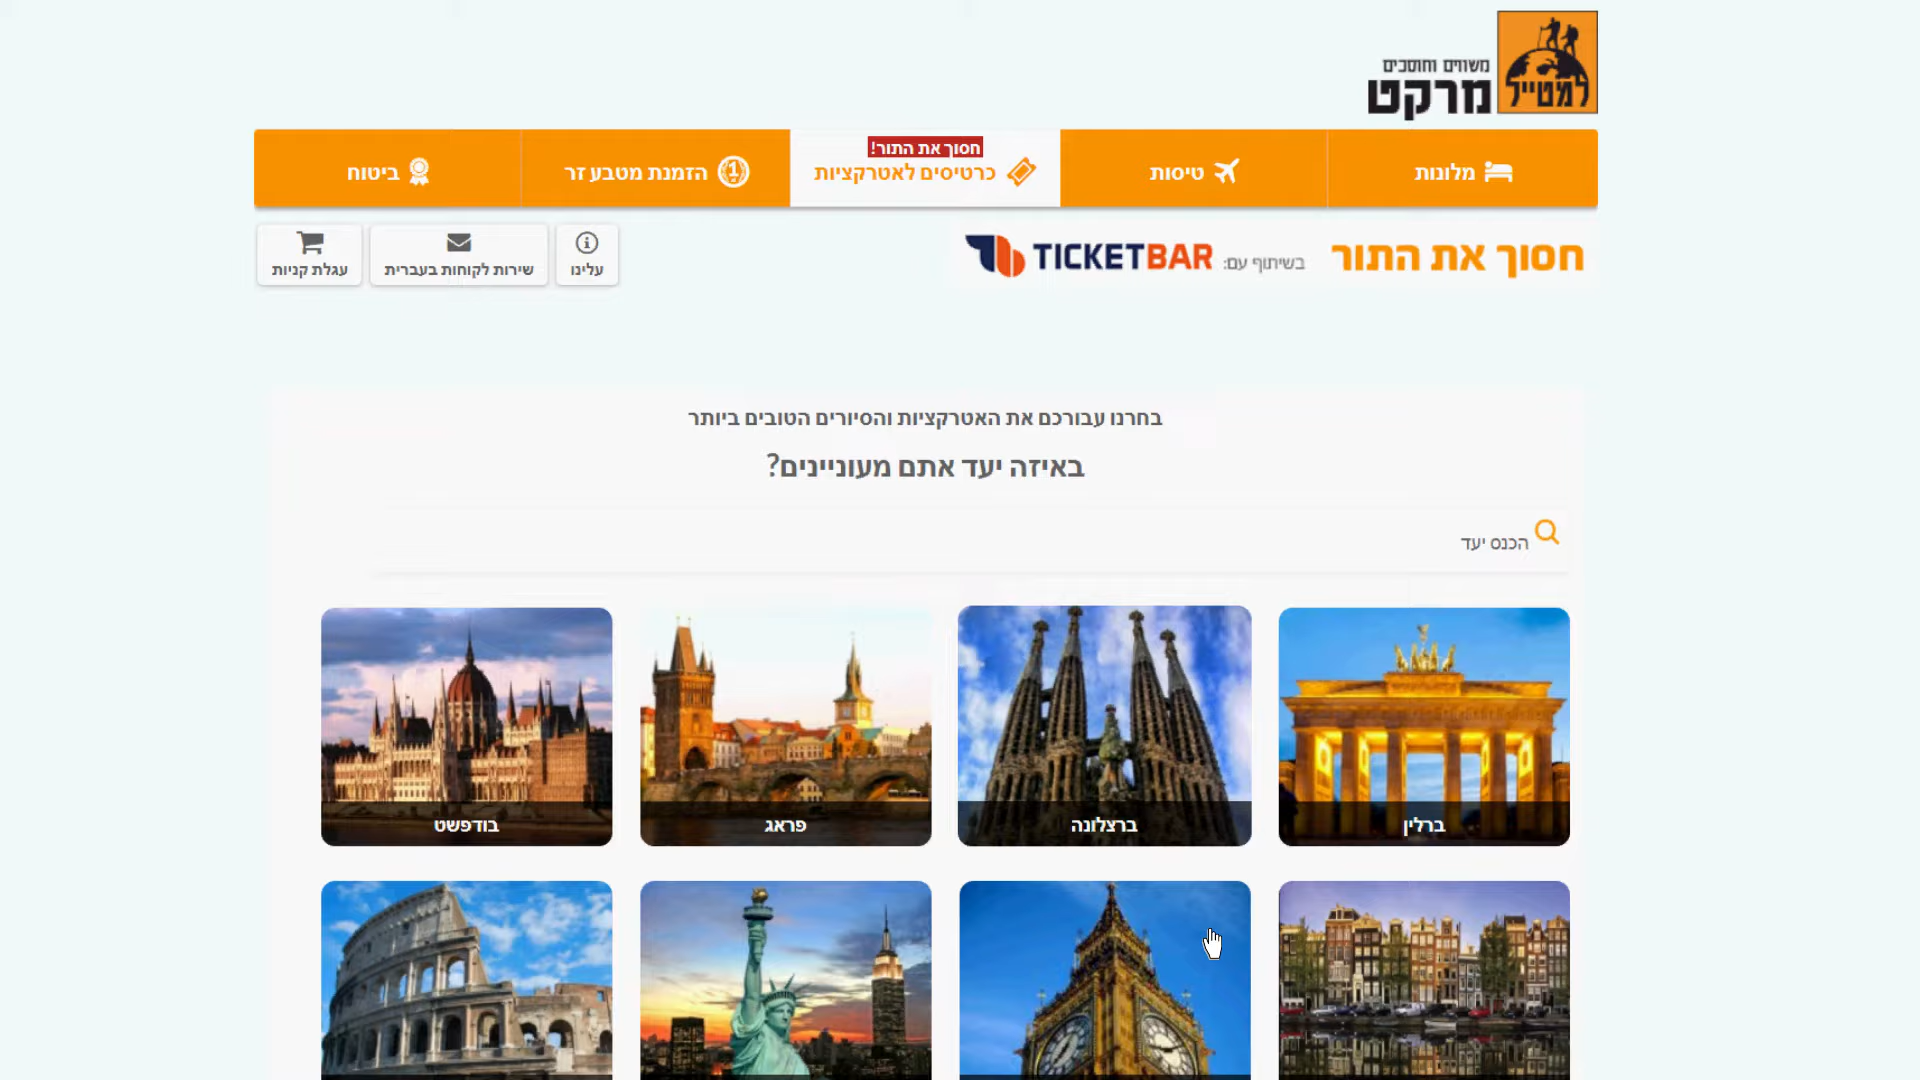 למטייל
משווים וחוסכים
מרקט
מלונות
טיסות
חסוך את התור!
כרטיסים לאטרקציות
הזמנת מטבע זר
ביטוח
חסוך את התור
בשיתוף עם: TICKETBAR
עלינו
שירות לקוחות בעברית
עגלת קניות
בחרנו עבורכם את האטרקציות והסיורים הטובים ביותר
באיזה יעד אתם מעוניינים?
הכנס יעד
ברלין
ברצלונה
פראג
בודפשט